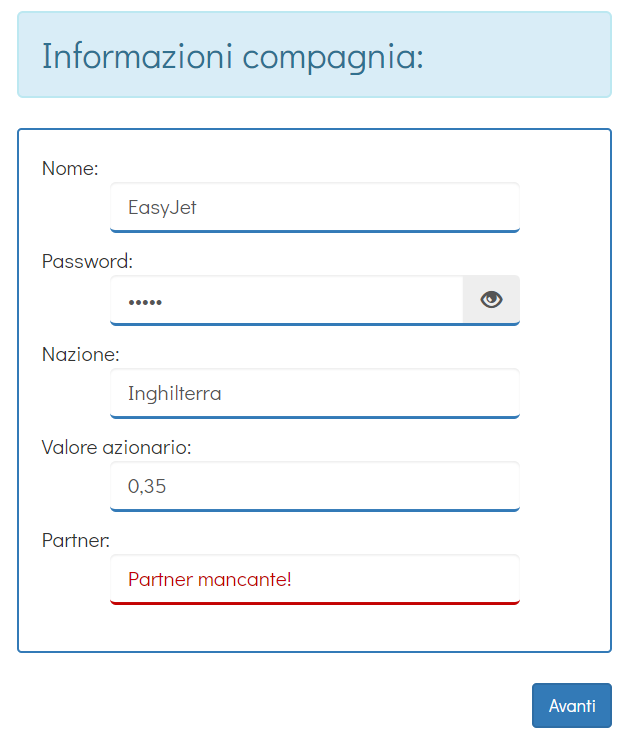 Informazioni compagnia:
Nome:
EasyJet
Password:
•••••
Nazione:
Inghilterra
Valore azionario:
0,35
Partner:
Partner mancante!
Avanti